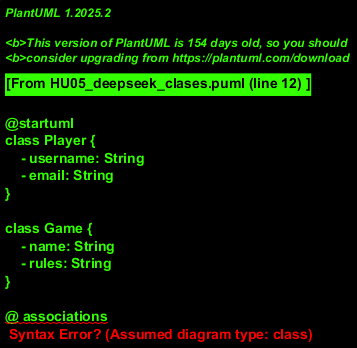 PlantUML 1.2025.2
<b>This version of PlantUML is 154 days old, so you should
<b>consider upgrading from https://plantuml.com/download
[From HU05_deepseek_clases.puml (line 12) ]
@startuml
class Player {
- username: String
- email: String
}
class Game {
- name: String
- rules: String
}
@ associations
Syntax Error? (Assumed diagram type: class)